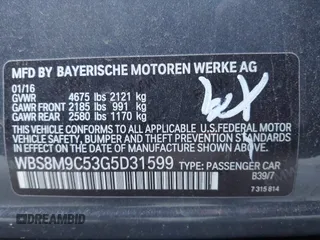 MFD BY BAYERISCHE MOTOREN WERKE AG
01/16
GVWR 4675 lbs 2121 kg
GAWR FRONT 2185 lbs 991 kg
GAWR REAR 2580 lbs 1170 kg
THIS VEHICLE CONFORMS TO ALL APPLICABLE U.S.FEDERAL MOTOR
VEHICLE SAFETY, BUMPER, AND THEFT PREVENTION STANDARDS IN
EFFECT ON THE DATE OF MANUFACTURE SHOWN ABOVE.
WBS8M9C53G5D31599 TYPE: PASSENGER CAR
B39/7
7 315 614
DREAMBID